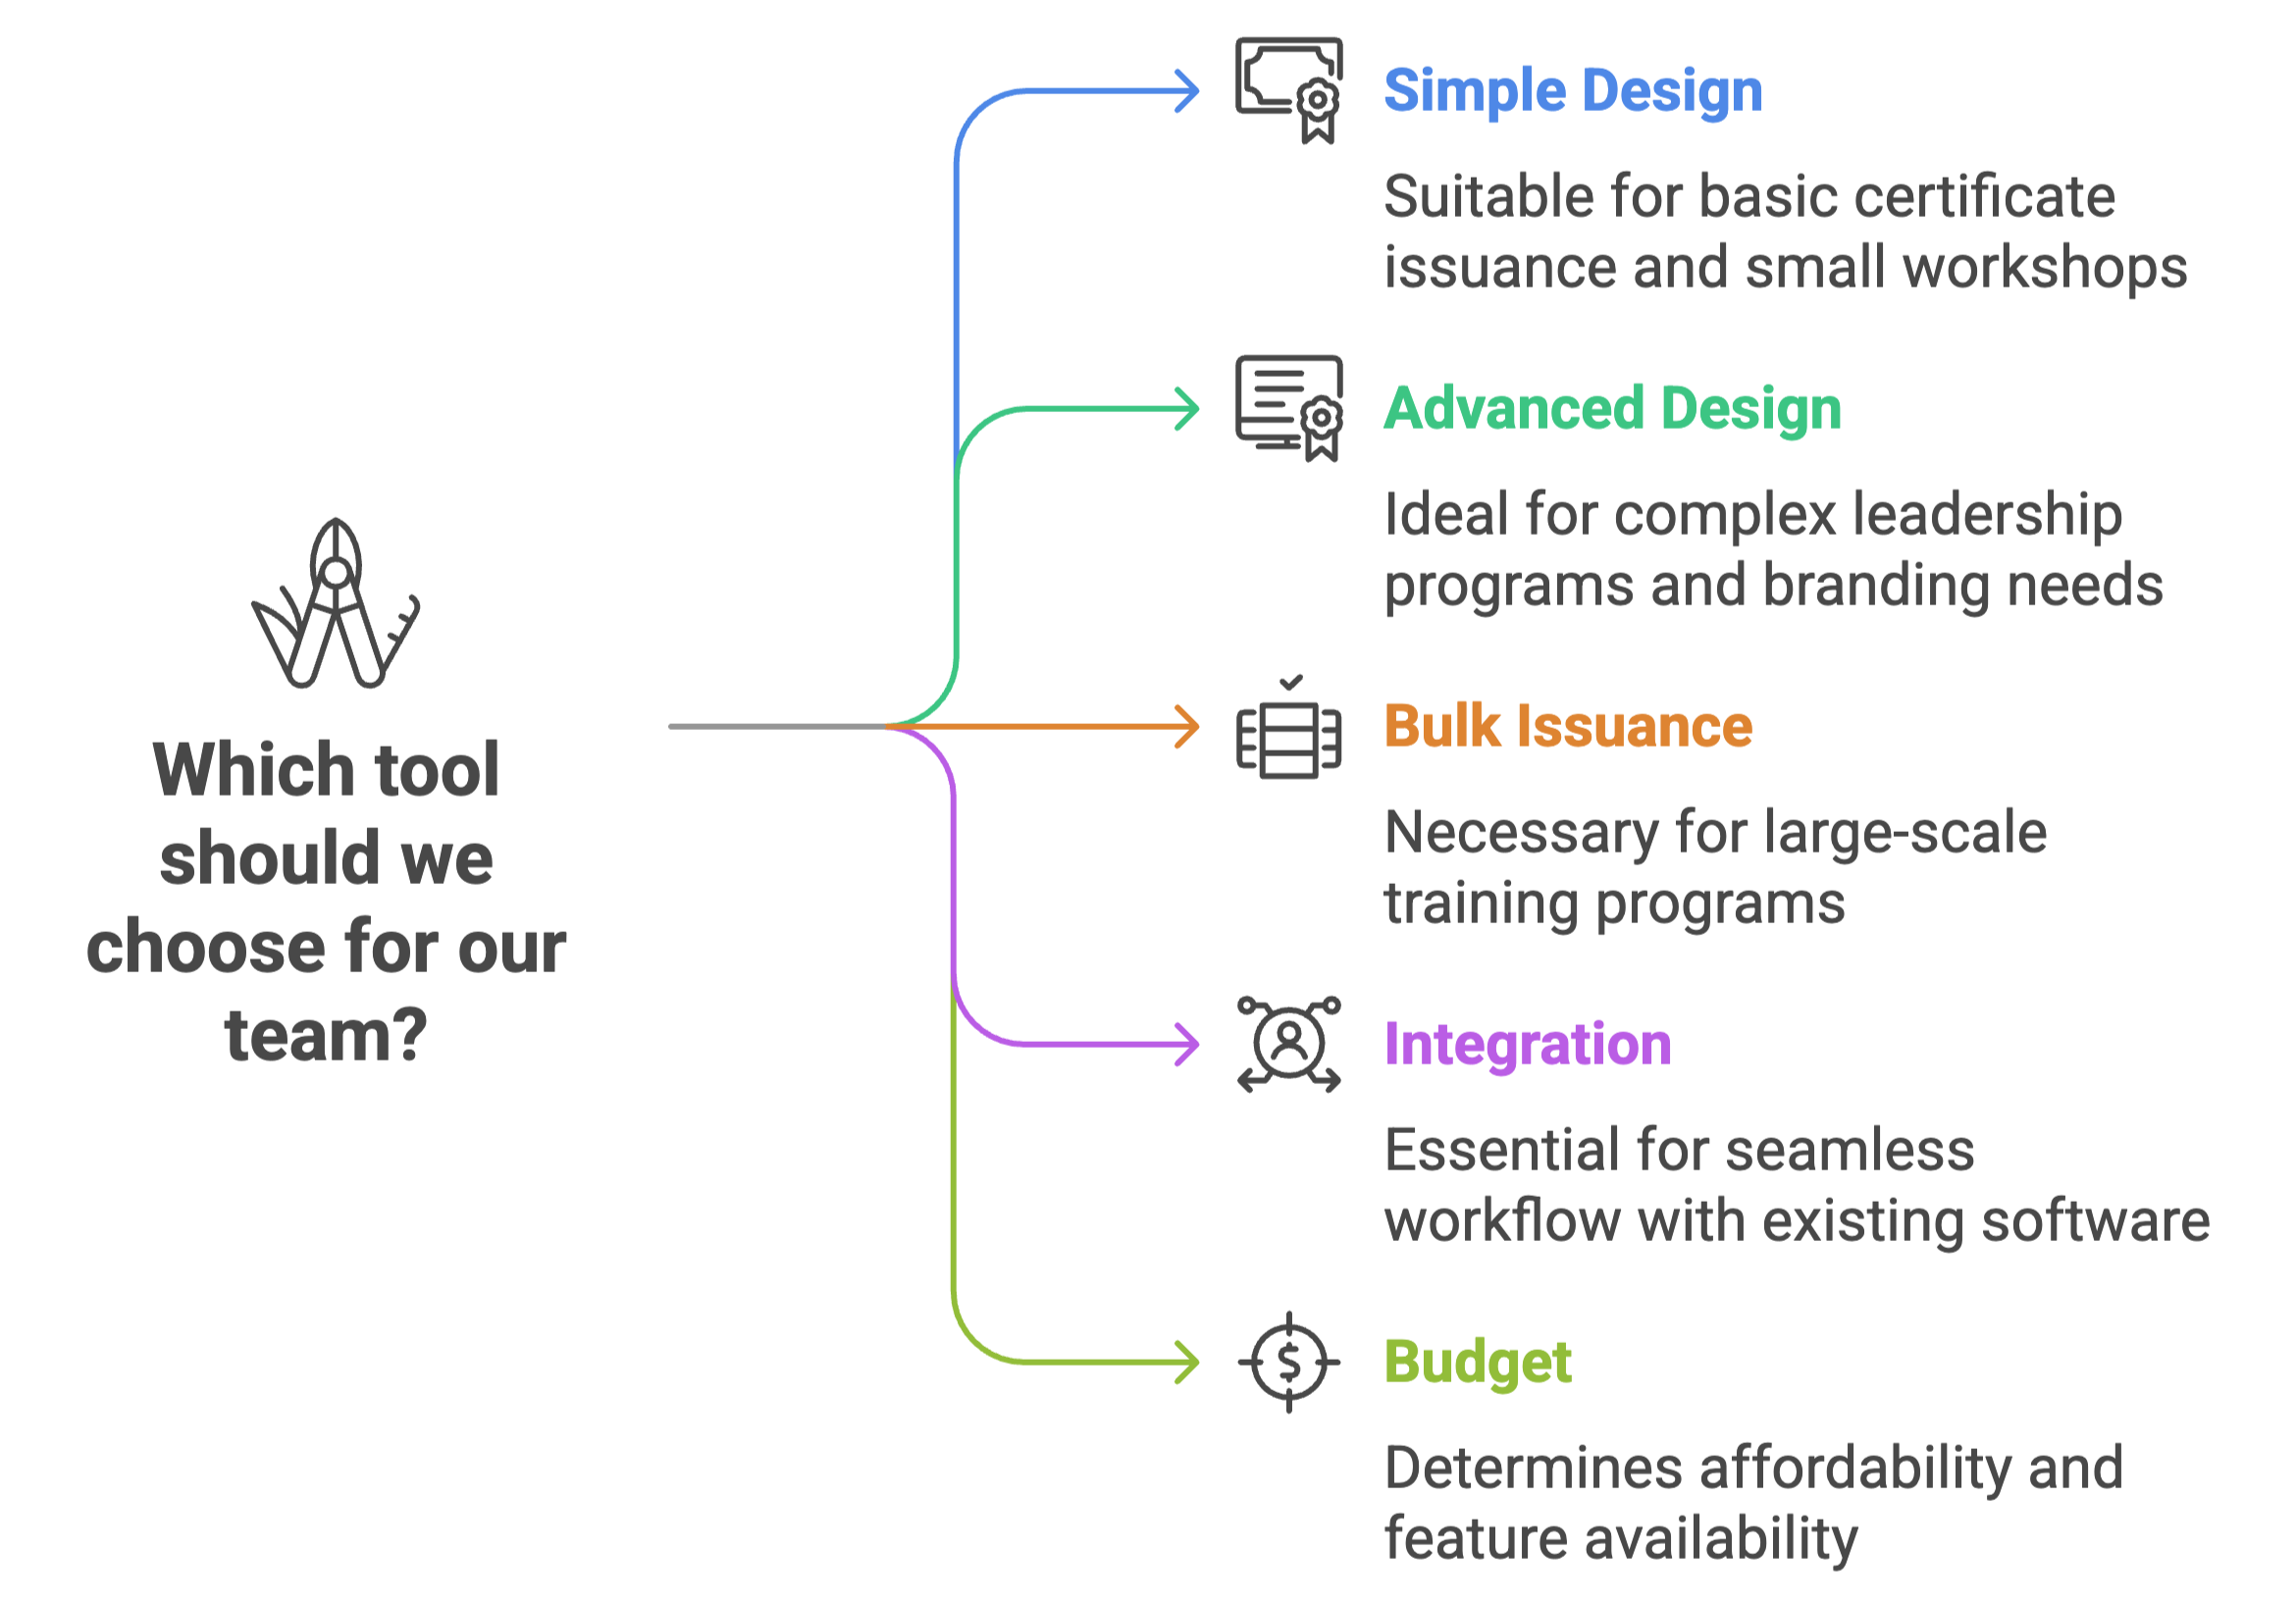 Which tool
should we
choose for our
team?
Simple Design
Suitable for basic certificate
issuance and small workshops
Advanced Design
Ideal for complex leadership
programs and branding needs
Bulk Issuance
Necessary for large-scale
training programs
Integration
Essential for seamless
workflow with existing software
Budget
Determines affordability and
feature availability